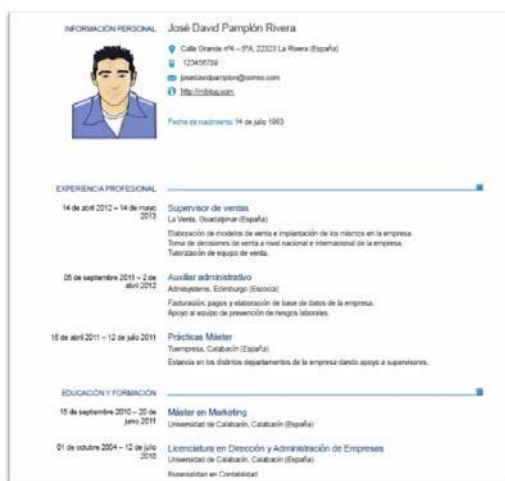 INFORMACIÓN PERSONAL
José David Pamplón Rivera
Calle Grande nº4 – 5ºA, 22323 La Rivera (España)
123456789
josedavidpamplon@correo.com
http://miblog.com
Fecha de nacimiento 14 de julio 1983
EXPERIENCIA PROFESIONAL
14 de abril 2012 – 14 de mayo 2013
Supervisor de ventas
La Venta, Guadalpinar (España)
Elaboración de modelos de venta e implantación de los mismos en la empresa.
Toma de decisiones de venta a nivel nacional e internacional de la empresa.
Tutorización de equipo de venta.
05 de septiembre 2011 – 2 de abril 2012
Auxiliar administrativo
Admisysteme, Edimburgo (Escocia)
Facturación, pagos y elaboración de base de datos de la empresa.
Apoyo al equipo de prevención de riesgos laborales.
15 de abril 2011 – 12 de julio 2011
Prácticas Máster
Tuempresa, Calabacín (España)
Estancia en los distintos departamentos de la empresa dando apoyo a supervisores.
EDUCACIÓN Y FORMACIÓN
15 de septiembre 2010 – 20 de junio 2011
Máster en Marketing
Universidad de Calabacín, Calabacín (España)
01 de octubre 2004 – 12 de julio 2010
Licenciatura en Dirección y Administración de Empresas
Universidad de Calabacín, Calabacín (España)
Especialidad en Contabilidad